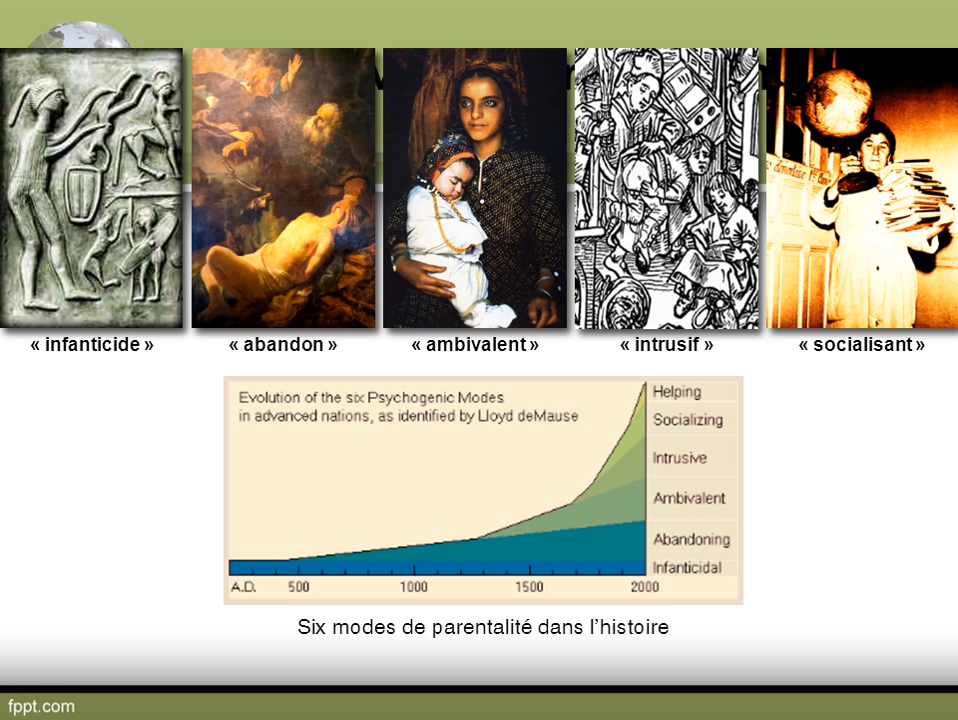 « infanticide »
« abandon »
« ambivalent »
« intrusif »
« socialisant »
Evolution of the six Psychogenic Modes
in advanced nations, as identified by Lloyd deMause
Helping
Socializing
Intrusive
Ambivalent
Abandoning
Infanticidal
A.D. 500 1000 1500 2000
Six modes de parentalité dans l’histoire
fppt.com